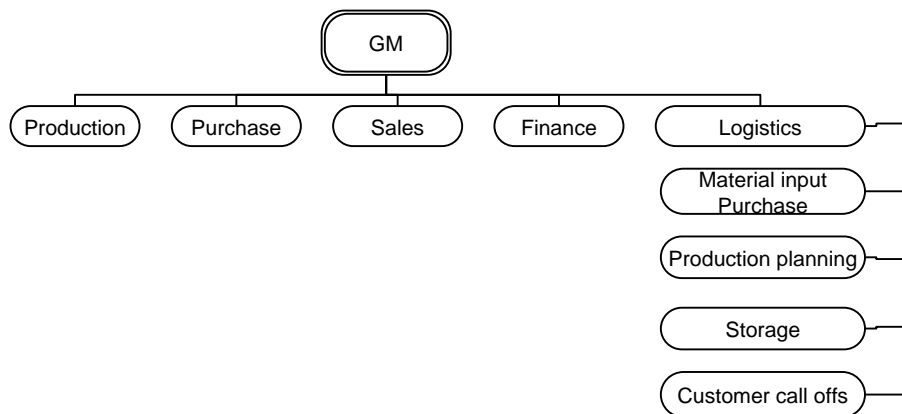 GM
Production
Purchase
Sales
Finance
Logistics
Material input
Purchase
Production planning
Storage
Customer call offs